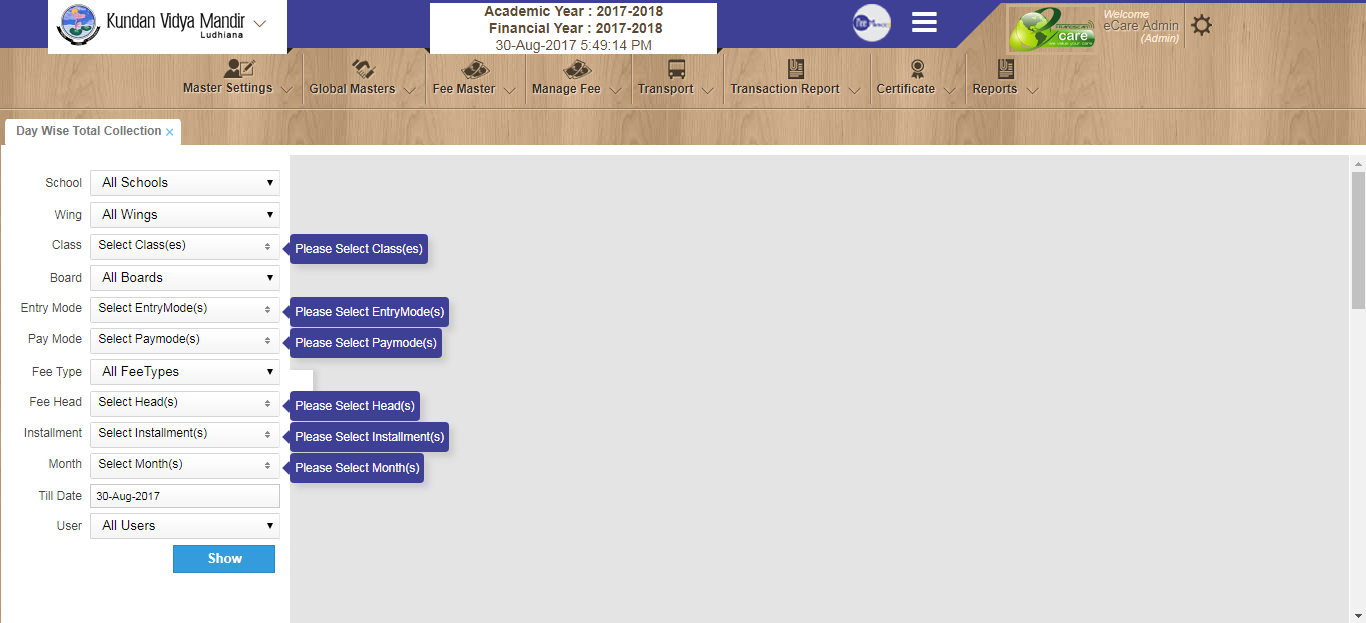 Kundan Vidya Mandir
Ludhiana
Academic Year : 2017-2018
Financial Year : 2017-2018
30-Aug-2017 5:49:14 PM
care
Welcome
eCare Admin
(Admin)
Master Settings
Global Masters
Fee Master
Manage Fee
Transport
Transaction Report
Certificate
Reports
Day Wise Total Collection ×
School All Schools
Wing All Wings
Class Select Class(es) Please Select Class(es)
Board All Boards
Entry Mode Select EntryMode(s) Please Select EntryMode(s)
Pay Mode Select Paymode(s) Please Select Paymode(s)
Fee Type All FeeTypes
Fee Head Select Head(s) Please Select Head(s)
Installment Select Installment(s) Please Select Installment(s)
Month Select Month(s) Please Select Month(s)
Till Date 30-Aug-2017
User All Users
Show